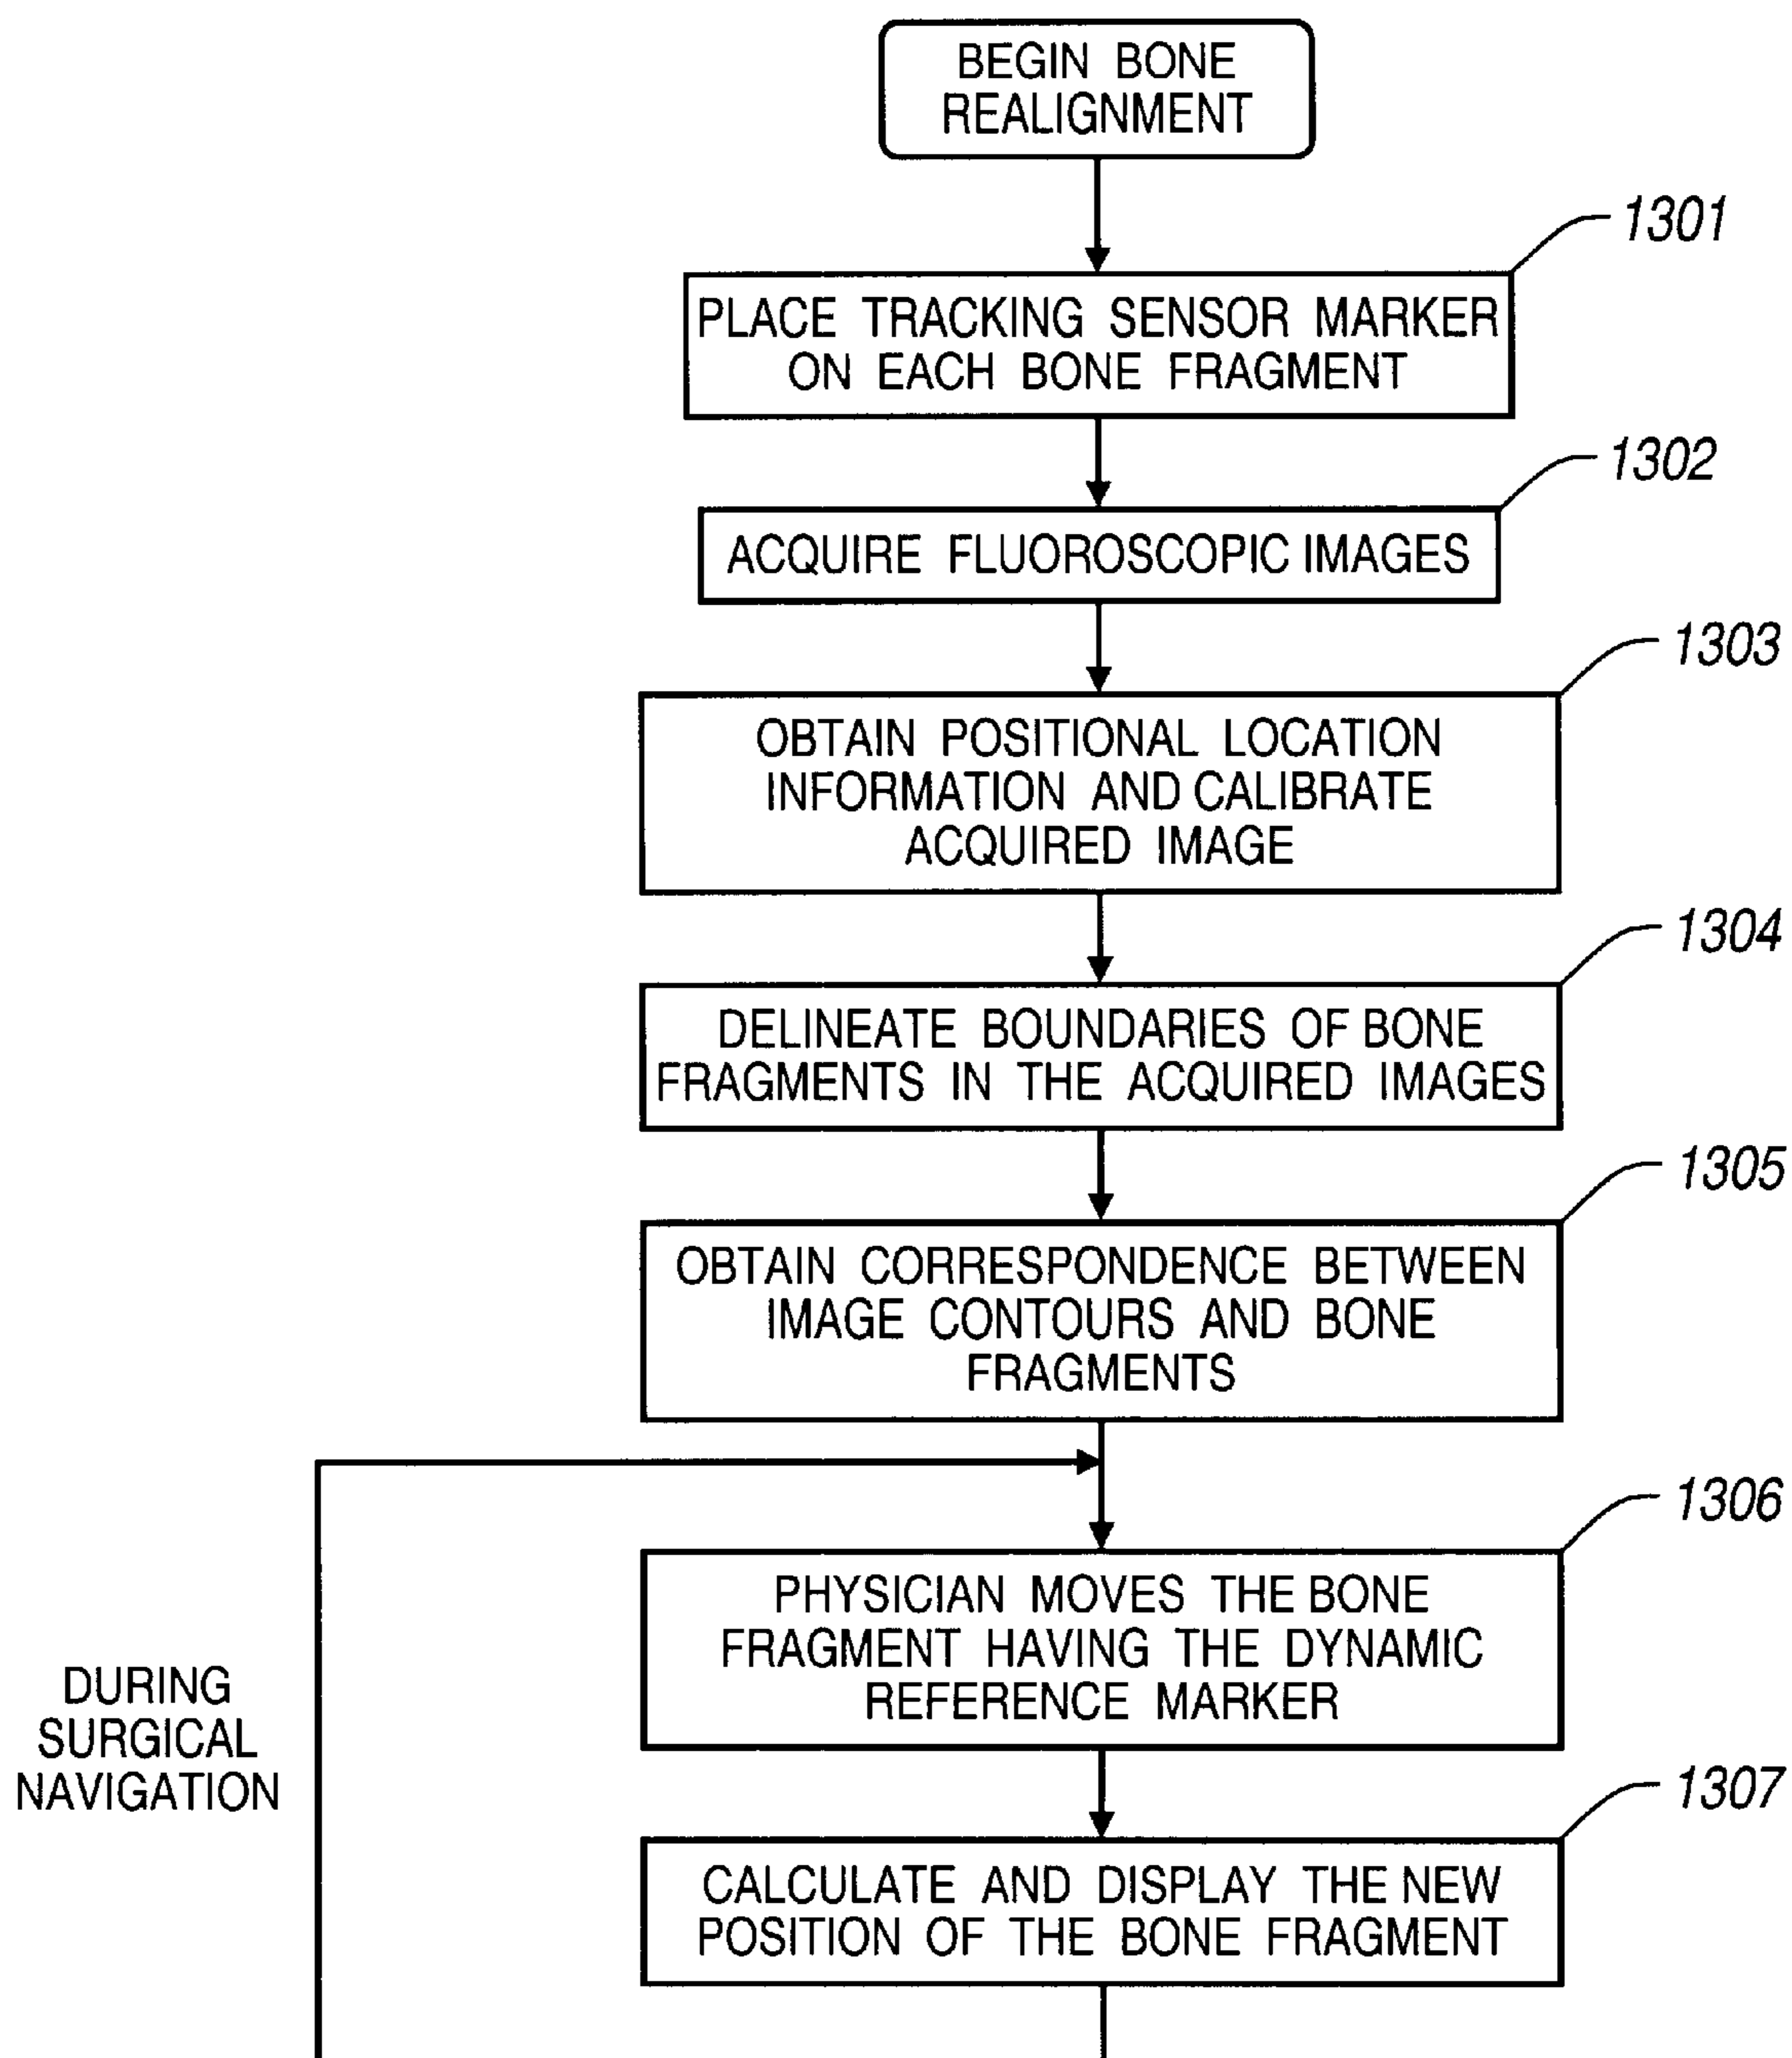 BEGIN BONE
REALIGNMENT
1301
PLACE TRACKING SENSOR MARKER
ON EACH BONE FRAGMENT
1302
ACQUIRE FLUOROSCOPIC IMAGES
1303
OBTAIN POSITIONAL LOCATION
INFORMATION AND CALIBRATE
ACQUIRED IMAGE
1304
DELINEATE BOUNDARIES OF BONE
FRAGMENTS IN THE ACQUIRED IMAGES
1305
OBTAIN CORRESPONDENCE BETWEEN
IMAGE CONTOURS AND BONE
FRAGMENTS
1306
PHYSICIAN MOVES THE BONE
FRAGMENT HAVING THE DYNAMIC
REFERENCE MARKER
DURING
SURGICAL
NAVIGATION
1307
CALCULATE AND DISPLAY THE NEW
POSITION OF THE BONE FRAGMENT